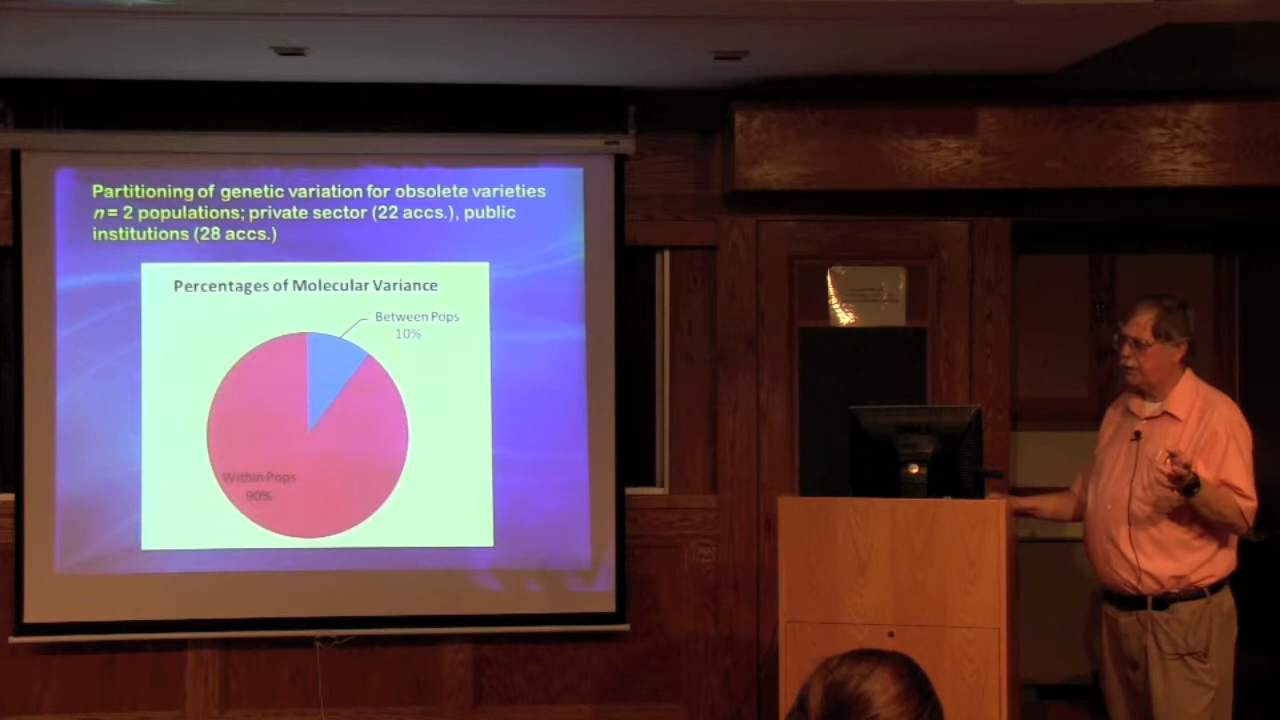 Partitioning of genetic variation for obsolete varieties
n = 2 populations; private sector (22 accs.), public
institutions (28 accs.)
Percentages of Molecular Variance
Between Pops
10%
Within Pops
90%